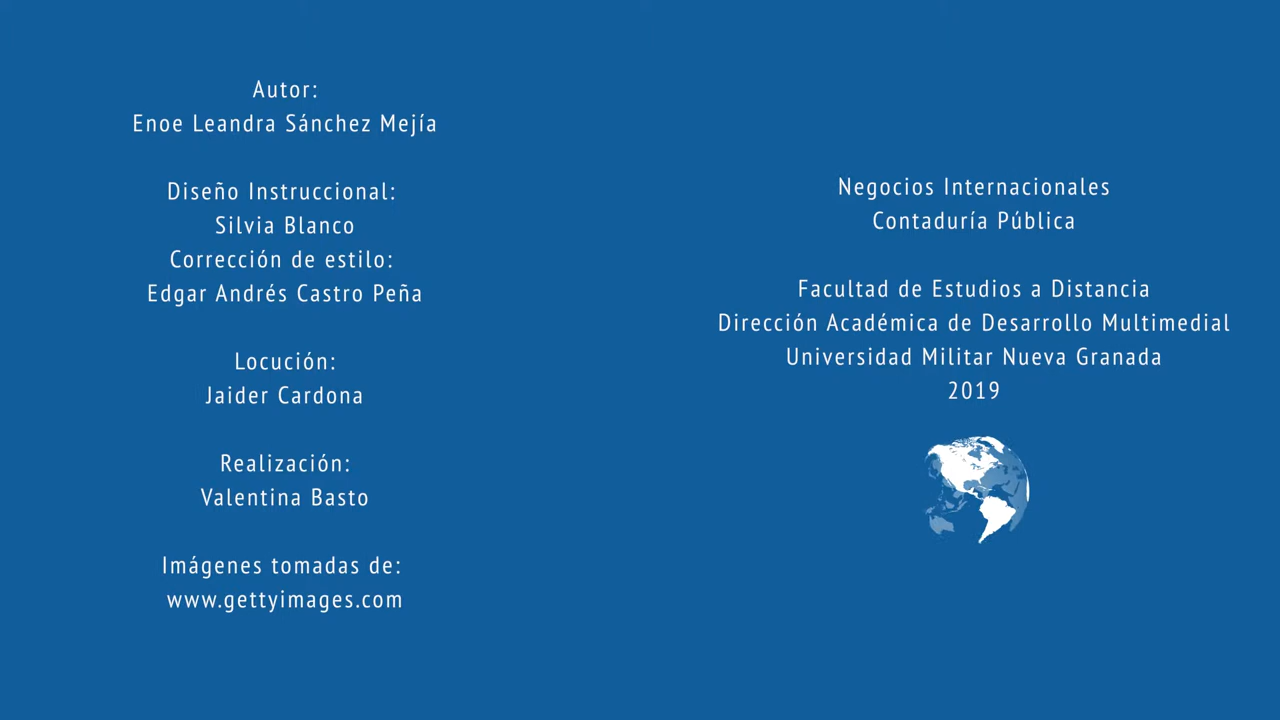 Autor:
Enoe Leandra Sánchez Mejía
Diseño Instruccional:
Silvia Blanco
Corrección de estilo:
Edgar Andrés Castro Peña
Locución:
Jaider Cardona
Realización:
Valentina Basto
Imágenes tomadas de:
www.gettyimages.com
Negocios Internacionales
Contaduría Pública
Facultad de Estudios a Distancia
Dirección Académica de Desarrollo Multimedial
Universidad Militar Nueva Granada
2019